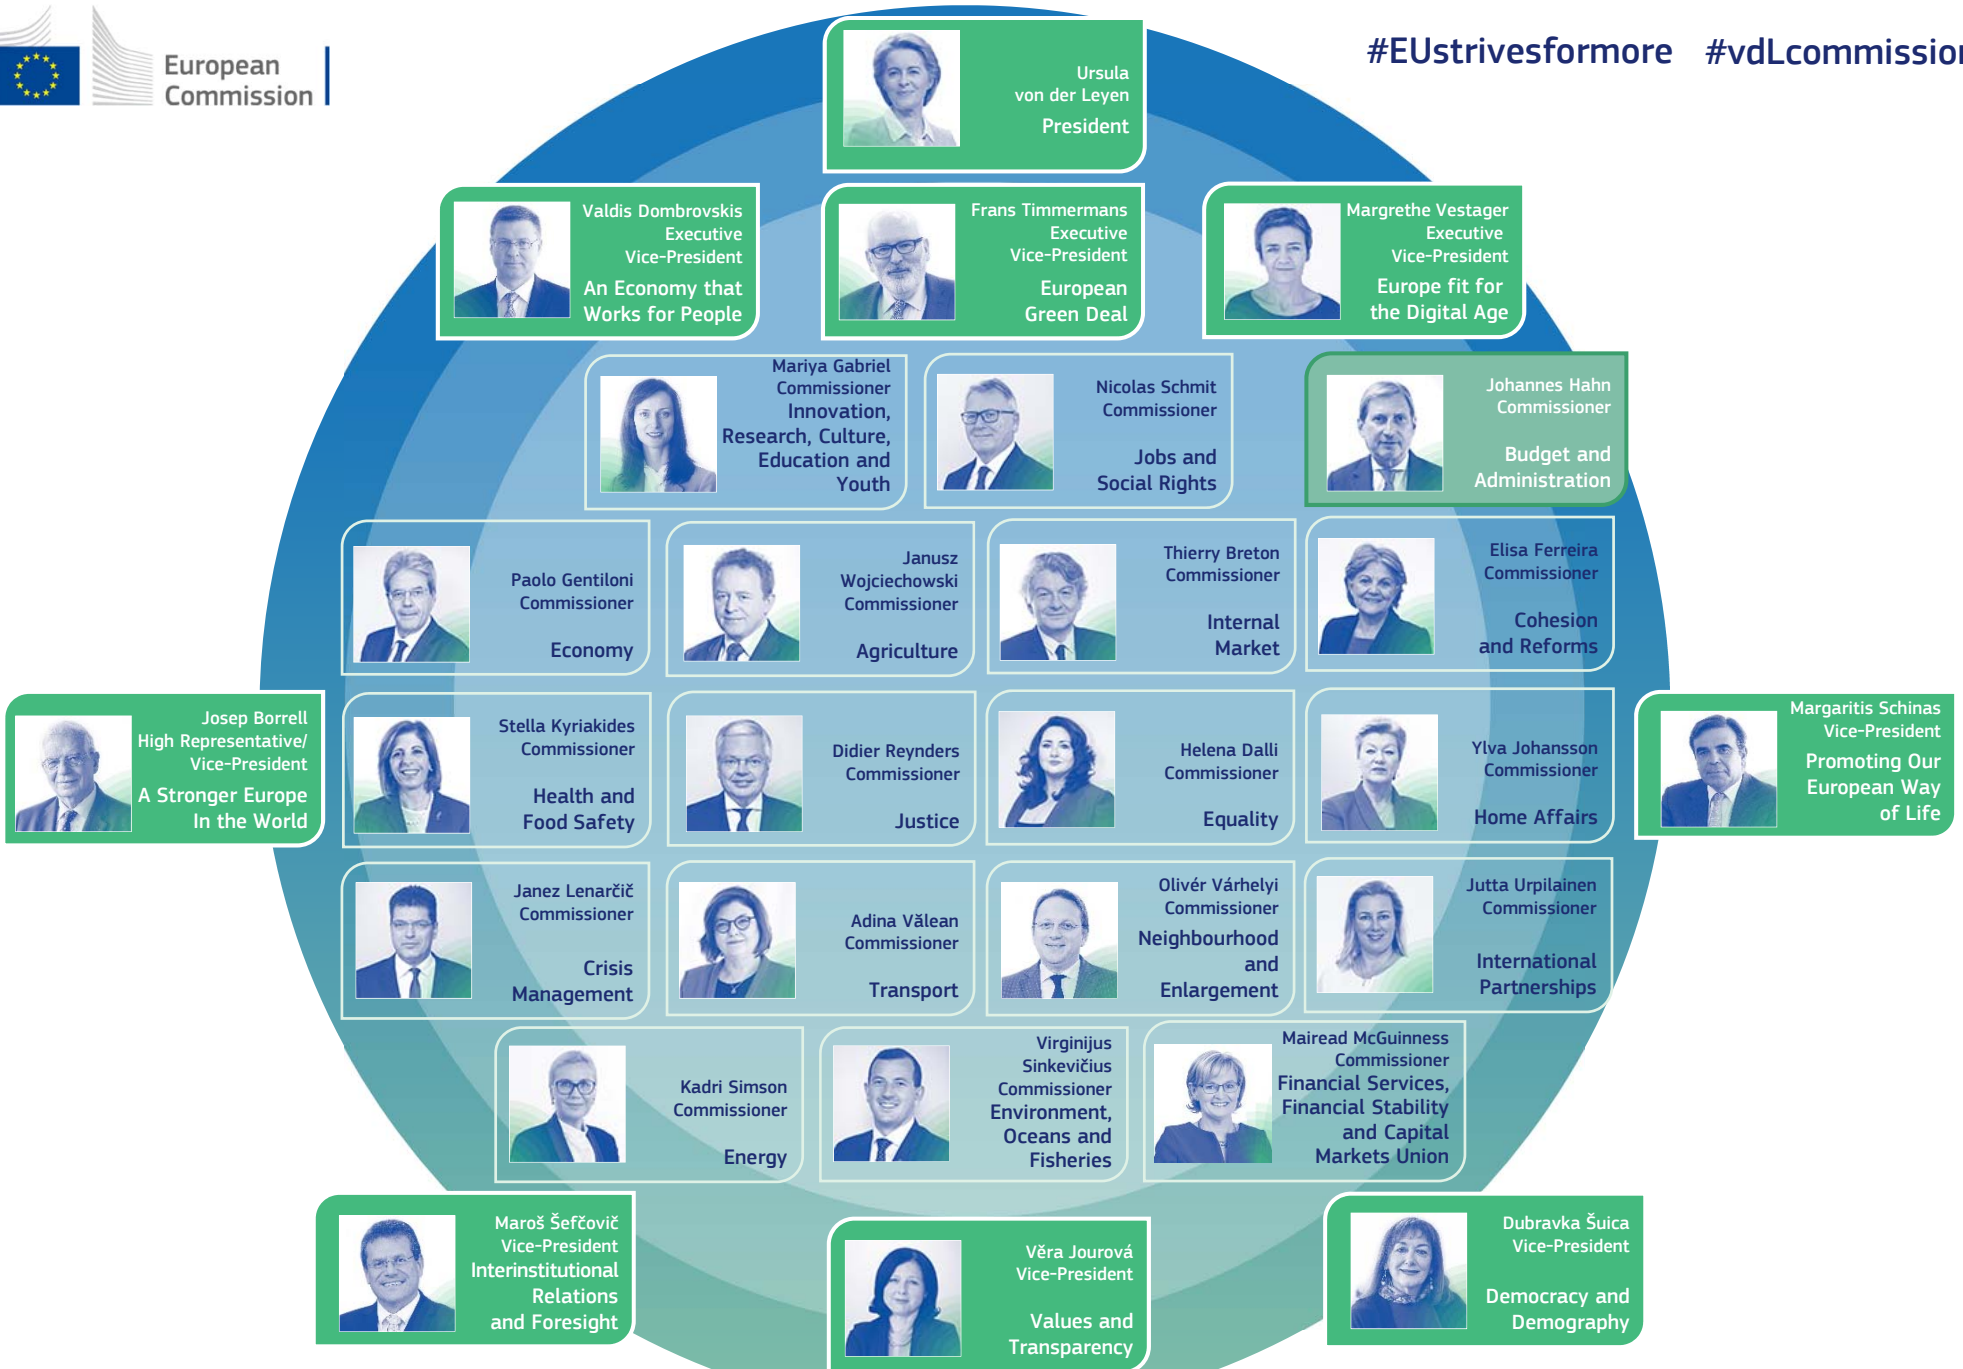 European
Commission
#EUstrivesformore #vdLcommission
Ursula
von der Leyen
President
Valdis Dombrovskis
Executive
Vice-President
An Economy that
Works for People
Frans Timmermans
Executive
Vice-President
European
Green Deal
Margrethe Vestager
Executive
Vice-President
Europe fit for
the Digital Age
Mariya Gabriel
Commissioner
Innovation,
Research, Culture,
Education and
Youth
Nicolas Schmit
Commissioner
Jobs and
Social Rights
Johannes Hahn
Commissioner
Budget and
Administration
Paolo Gentiloni
Commissioner
Economy
Janusz
Wojciechowski
Commissioner
Agriculture
Thierry Breton
Commissioner
Internal
Market
Elisa Ferreira
Commissioner
Cohesion
and Reforms
Josep Borrell
High Representative/
Vice-President
A Stronger Europe
In the World
Stella Kyriakides
Commissioner
Health and
Food Safety
Didier Reynders
Commissioner
Justice
Helena Dalli
Commissioner
Equality
Ylva Johansson
Commissioner
Home Affairs
Margaritis Schinas
Vice-President
Promoting Our
European Way
of Life
Janez Lenarčič
Commissioner
Crisis
Management
Adina Vălean
Commissioner
Transport
Olivér Várhelyi
Commissioner
Neighbourhood
and
Enlargement
Jutta Urpilainen
Commissioner
International
Partnerships
Kadri Simson
Commissioner
Energy
Virginijus
Sinkevičius
Commissioner
Environment,
Oceans and
Fisheries
Mairead McGuinness
Commissioner
Financial Services,
Financial Stability
and Capital
Markets Union
Maroš Šefčovič
Vice-President
Interinstitutional
Relations
and Foresight
Věra Jourová
Vice-President
Values and
Transparency
Dubravka Šuica
Vice-President
Democracy and
Demography